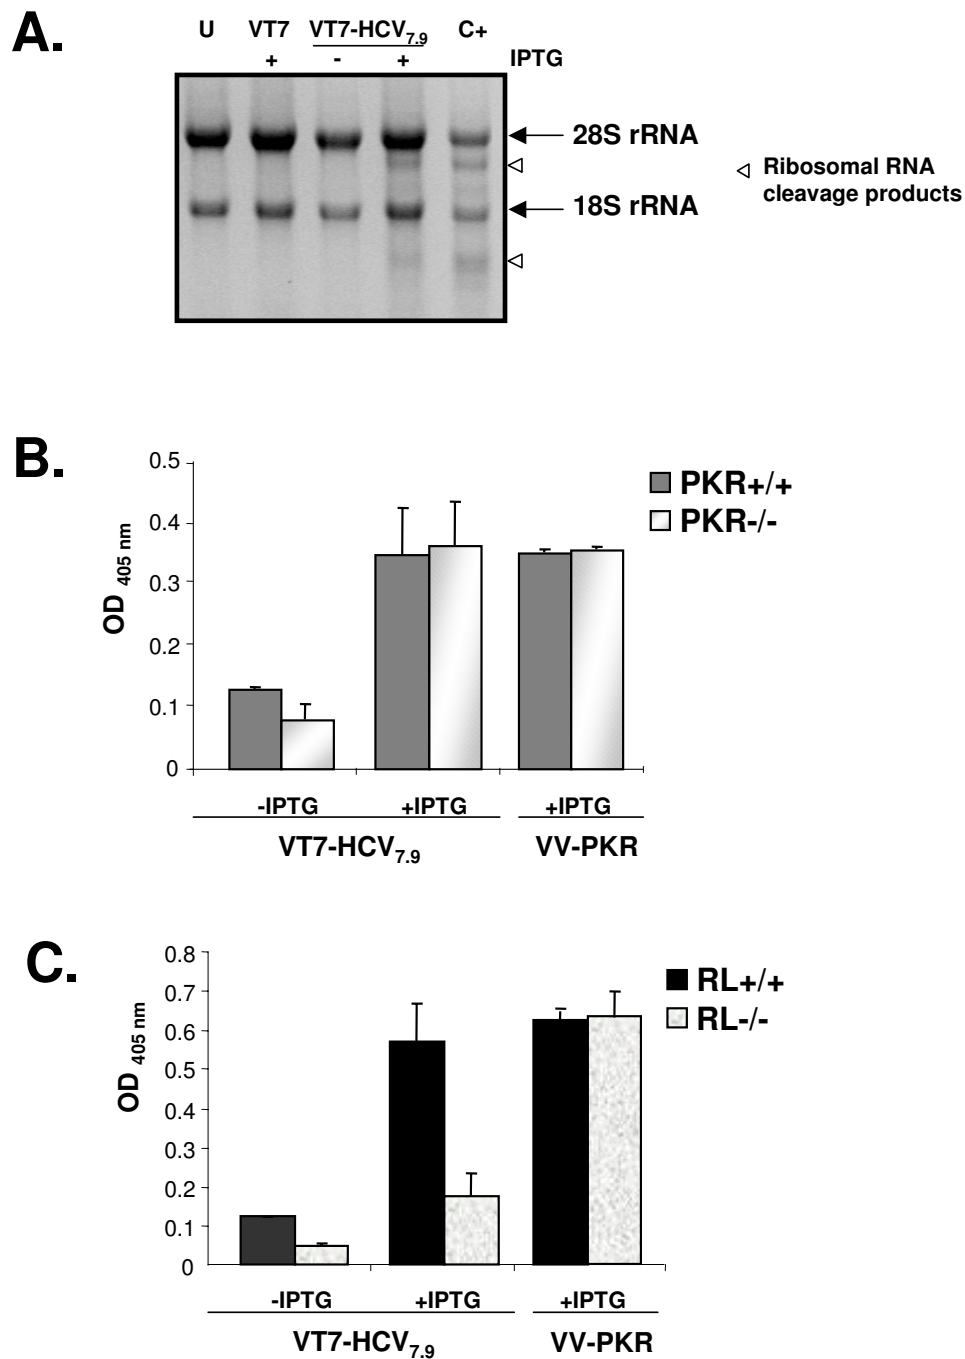 A.
U VT7 VT7-HCV7.9 C+
+ - + IPTG
28S rRNA
Ribosomal RNA
cleavage products
18S rRNA
B.
0.5
0.4
0.3
0.2
0.1
0
OD 405 nm
PKR+/+
PKR-/-
-IPTG +IPTG +IPTG
VT7-HCV7.9 VV-PKR
C.
0.8
0.7
0.6
0.5
0.4
0.3
0.2
0.1
0
OD 405 nm
RL+/+
RL-/-
-IPTG +IPTG +IPTG
VT7-HCV7.9 VV-PKR